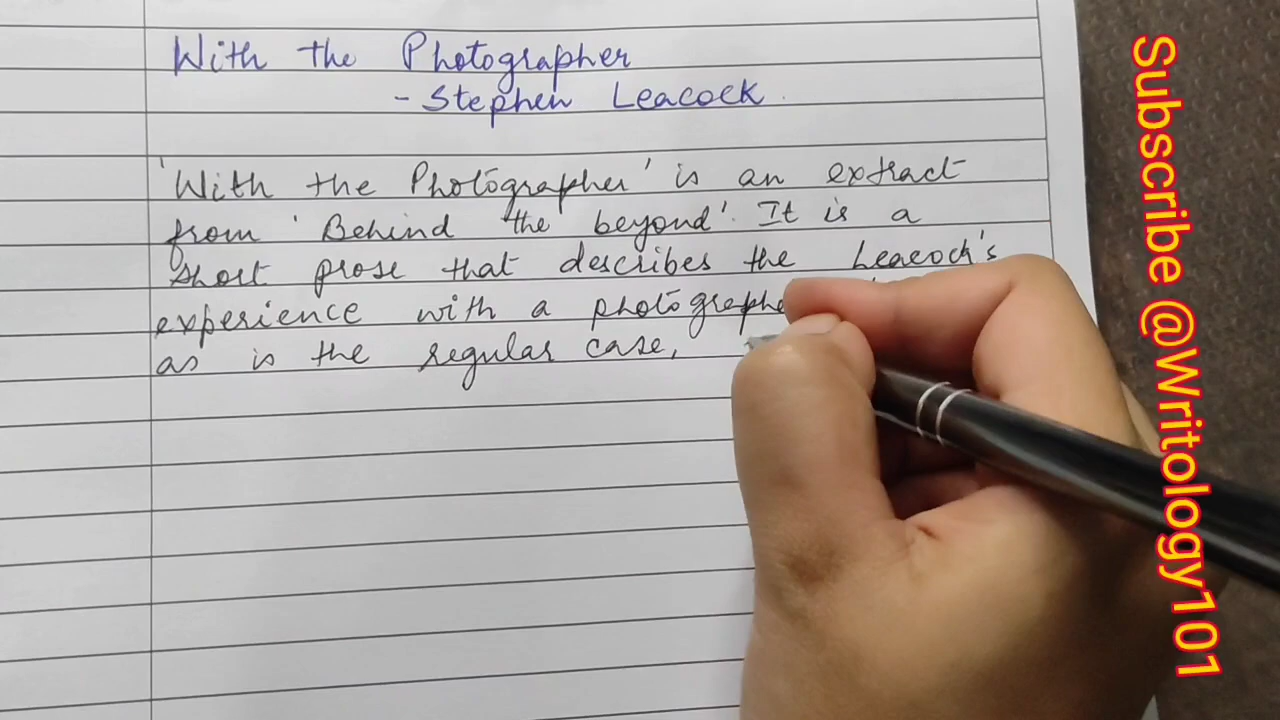 With the Photographer
- Stephen Leacock.
'With the Photographer' is an extract
from 'Behind the beyond'. It is a
short prose that describes the Leacock's
experience with a photographe
as is the regular case,
Subscribe @Writology101